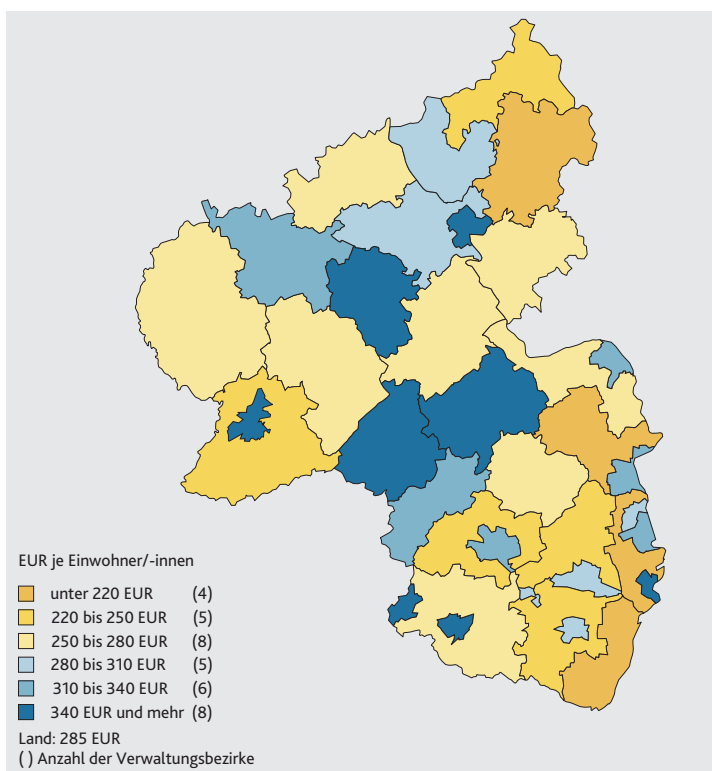 EUR je Einwohner/-innen
unter 220 EUR (4)
220 bis 250 EUR (5)
250 bis 280 EUR (8)
280 bis 310 EUR (5)
310 bis 340 EUR (6)
340 EUR und mehr (8)
Land: 285 EUR
( ) Anzahl der Verwaltungsbezirke